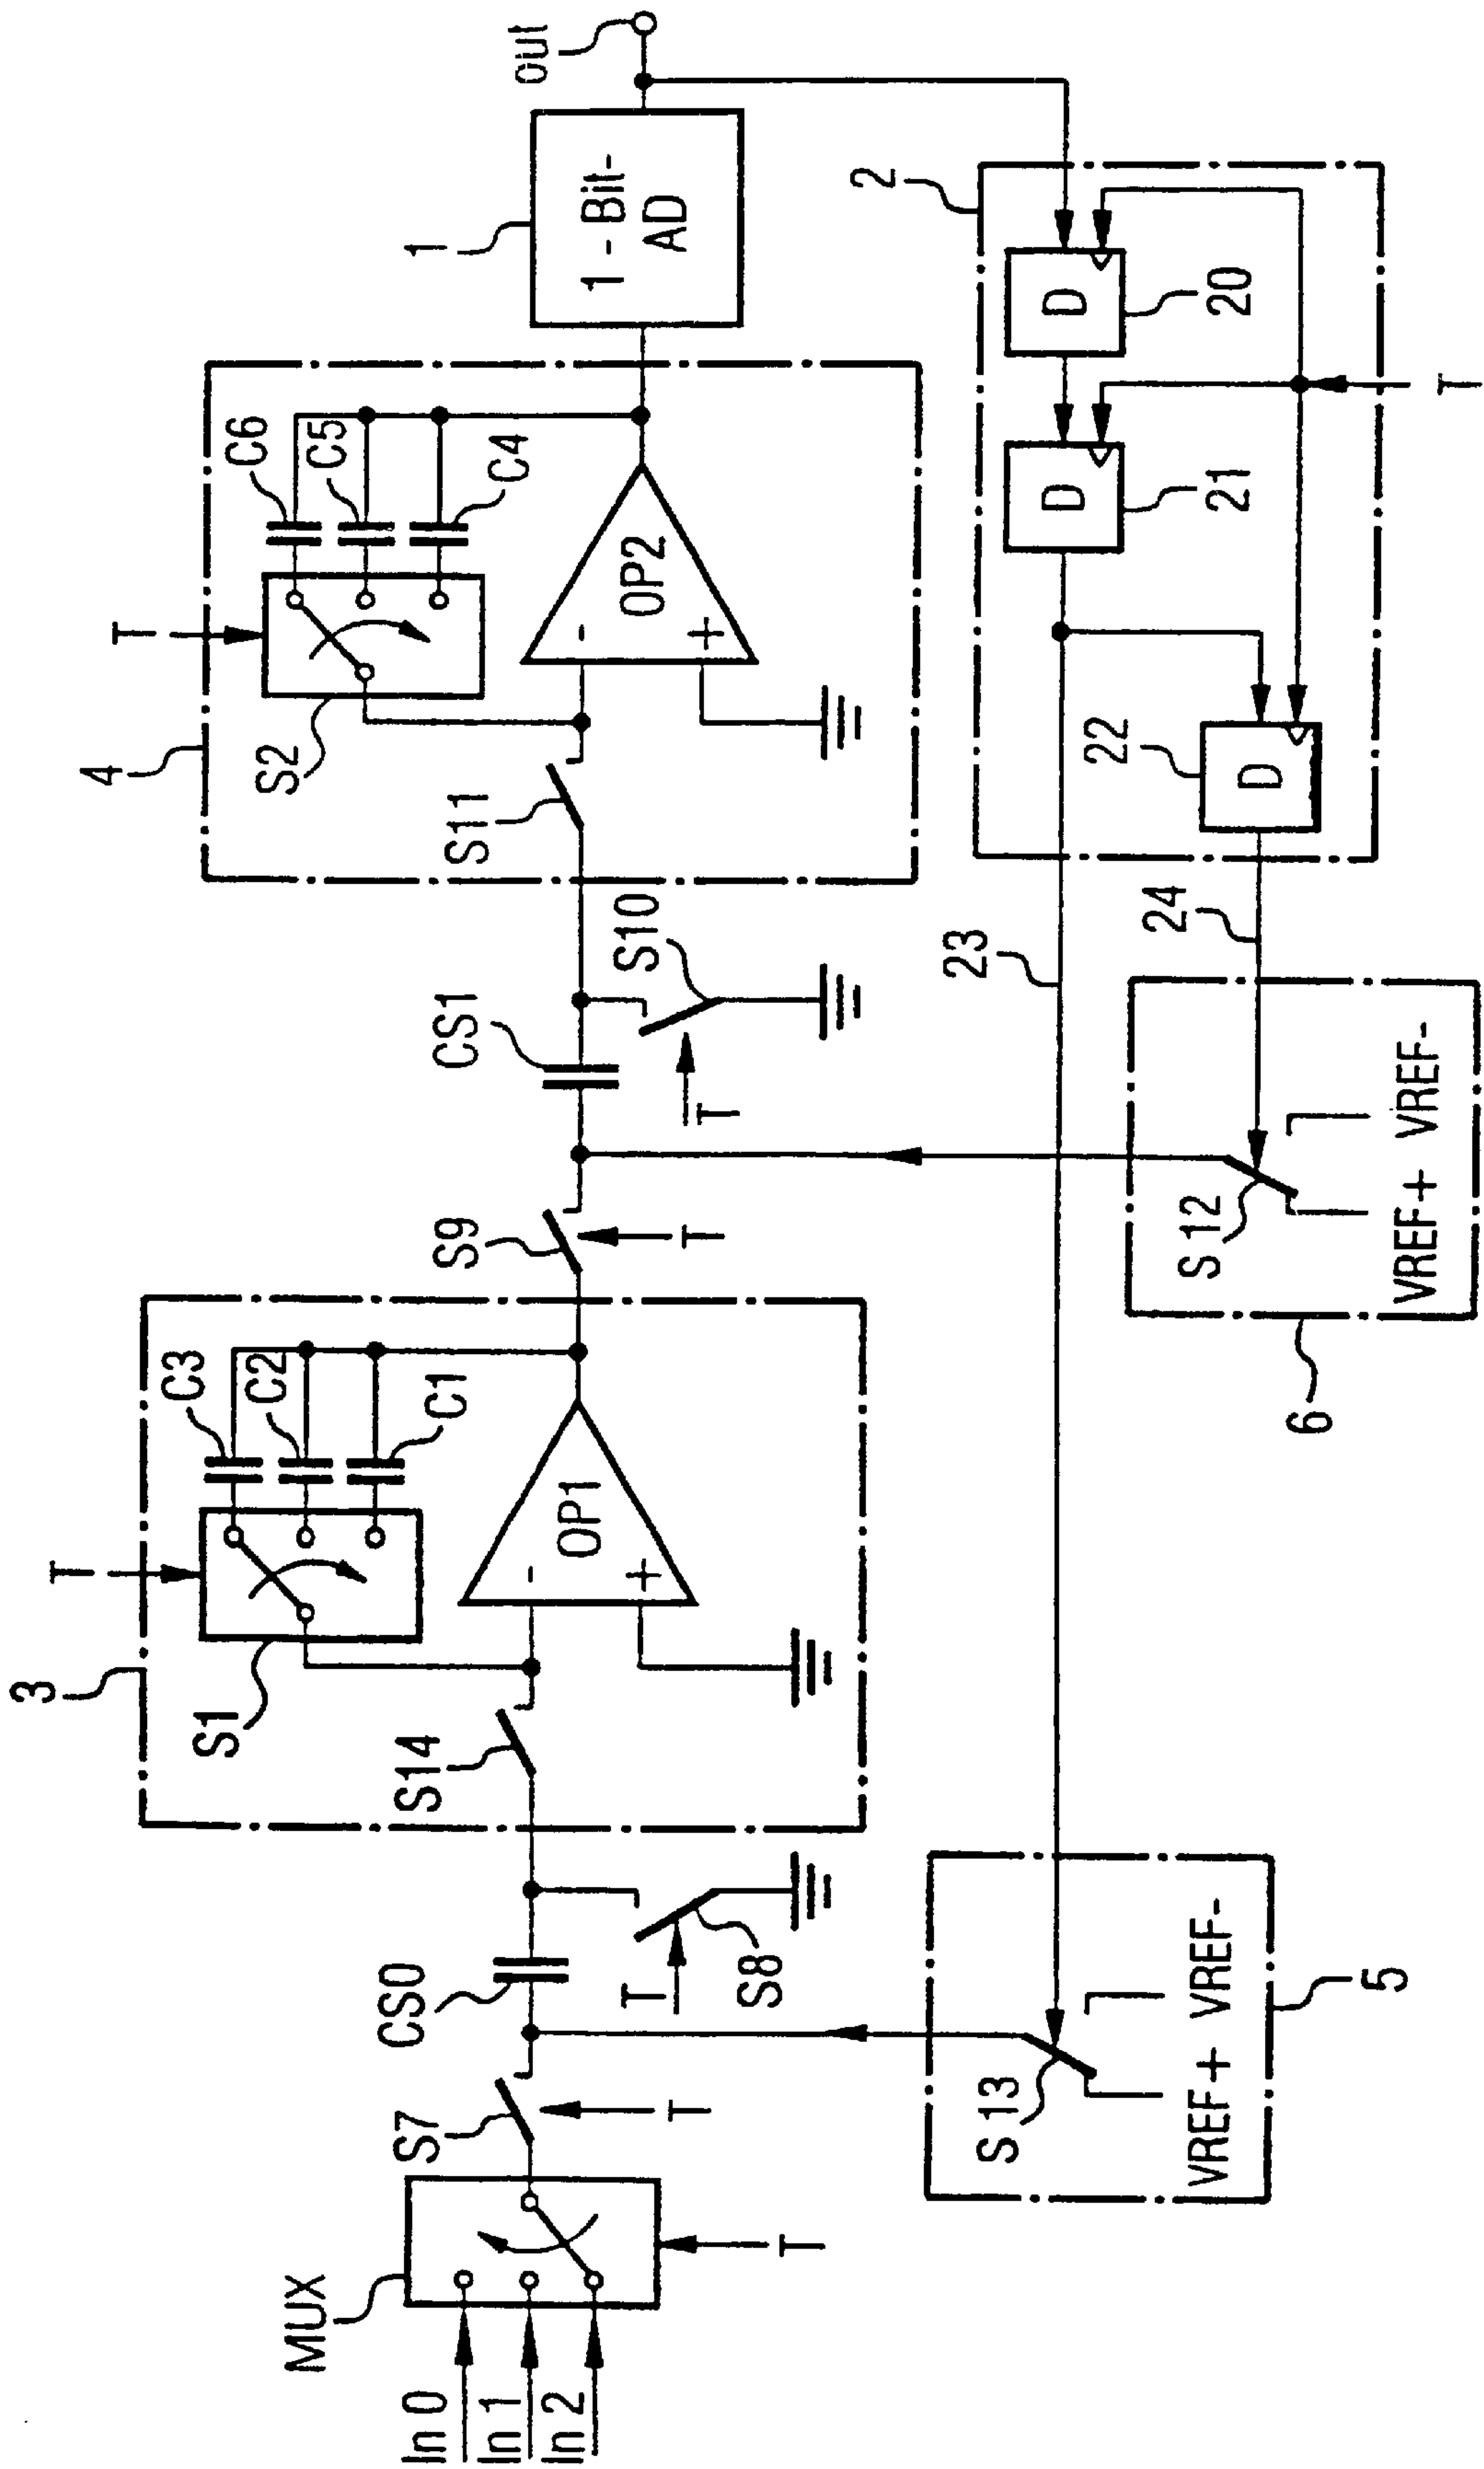 In 0
In 1
In 2
MUX
T
S7
T
CS0
T
S8
3
S14
S1
T
C3
C2
C1
-
+
OP1
S9
T
CS1
T
S10
4
S11
S2
T
C6
C5
C4
-
+
OP2
1
1 - Bit-
AD
out
2
D
20
D
21
D
22
T
23
24
S 13
VREF+ VREF-
5
S 12
VREF+ VREF-
6